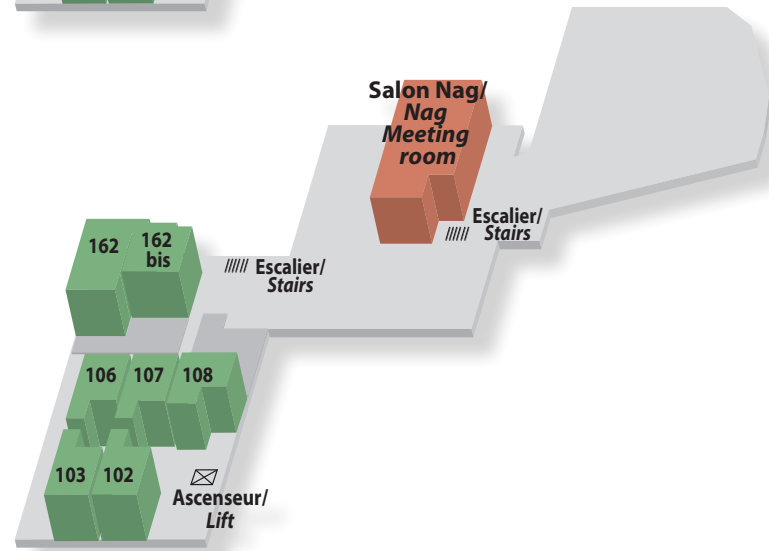 Salon Nag/
Nag
Meeting
room
Escalier/
Stairs
162
162
bis
Escalier/
Stairs
106
107
108
103
102
Ascenseur/
Lift